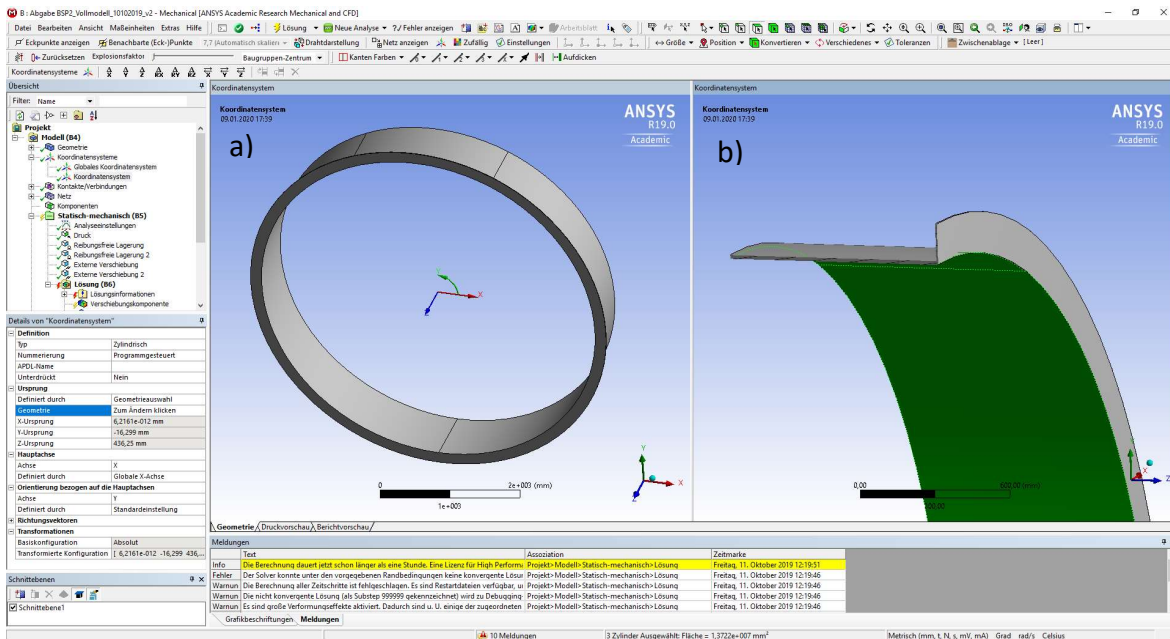 B : Abgabe BSP2_Vollmodell_10102019_v2 - Mechanical [ANSYS Academic Research Mechanical and CFD]
Datei Bearbeiten Ansicht Maßeinheiten Extras Hilfe Lösung Neue Analyse ?/ Fehler anzeigen Arbeitsblatt
Eckpunkte anzeigen Benachbarte (Eck-)Punkte 7,7 (Automatisch skaliert) Drahtdarstellung Netz anzeigen Zufällig Einstellungen Größe Position Konvertieren Verschiedenes Toleranzen Zwischenablage [Leer]
Zurücksetzen Explosionsfaktor Baugruppen-Zentrum Kanten Farben Aufdicken
Koordinatensysteme
Übersicht
Filter: Name
Projekt
Modell (B4)
Geometrie
Koordinatensysteme
Globales Koordinatensystem
Koordinatensystem
Kontakte/Verbindungen
Netz
Komponenten
Statisch-mechanisch (B5)
Analyseeinstellungen
Druck
Reibungsfreie Lagerung
Reibungsfreie Lagerung 2
Externe Verschiebung
Externe Verschiebung 2
Lösung (B6)
Lösungsinformationen
Verschiebungskomponente
Details von "Koordinatensystem"
Definition
Typ Zylindrisch
Nummerierung Programmgesteuert
APDL-Name
Unterdrückt Nein
Ursprung
Definiert durch Geometrieauswahl
Geometrie Zum Ändern klicken
X-Ursprung 6,2161e-012 mm
Y-Ursprung -16,299 mm
Z-Ursprung 436,25 mm
Hauptachse
Achse X
Definiert durch Globale X-Achse
Orientierung bezogen auf die Hauptachsen
Achse Y
Definiert durch Standardeinstellung
Richtungsvektoren
Transformationen
Basiskonfiguration Absolut
Transformierte Konfiguration [ 6,2161e-012 -16,299 436,...
Schnittebenen
Schnittebene1
Koordinatensystem
Koordinatensystem
09.01.2020 17:39
a)
ANSYS
R19.0
Academic
X
Y
X
Z
0 2e+003 (mm)
1e+003
Koordinatensystem
Koordinatensystem
09.01.2020 17:39
b)
ANSYS
R19.0
Academic
Y
X
Z
0,00 600,00 (mm)
300,00
Geometrie Druckvorschau Berichtvorschau
Meldungen
Text Assoziation Zeitmarke
Info Die Berechnung dauert jetzt schon länger als eine Stunde. Eine Lizenz für High Performa Projekt>Modell>Statisch-mechanisch>Lösung Freitag, 11. Oktober 2019 12:19:51
Fehler Der Solver konnte unter den vorgegebenen Randbedingungen keine konvergente Lösur Projekt>Modell>Statisch-mechanisch>Lösung Freitag, 11. Oktober 2019 12:19:46
Warnun Die Berechnung aller Zeitschritte ist fehlgeschlagen. Es sind Restartdateien verfügbar, u Projekt>Modell>Statisch-mechanisch>Lösung Freitag, 11. Oktober 2019 12:19:46
Warnun Die nicht konvergente Lösung (als Substep 999999 gekennzeichnet) wird zu Debugging- Projekt>Modell>Statisch-mechanisch>Lösung Freitag, 11. Oktober 2019 12:19:46
Warnun Es sind große Verformungseffekte aktiviert. Dadurch sind u. U. einige der zugeordneten Projekt>Modell>Statisch-mechanisch>Lösung Freitag, 11. Oktober 2019 12:19:46
Grafikbeschriftungen Meldungen
10 Meldungen 3 Zylinder Ausgewählt: Fläche = 1,3722e+007 mm² Metrisch (mm, t, N, s, mV, mA) Grad rad/s Celsius